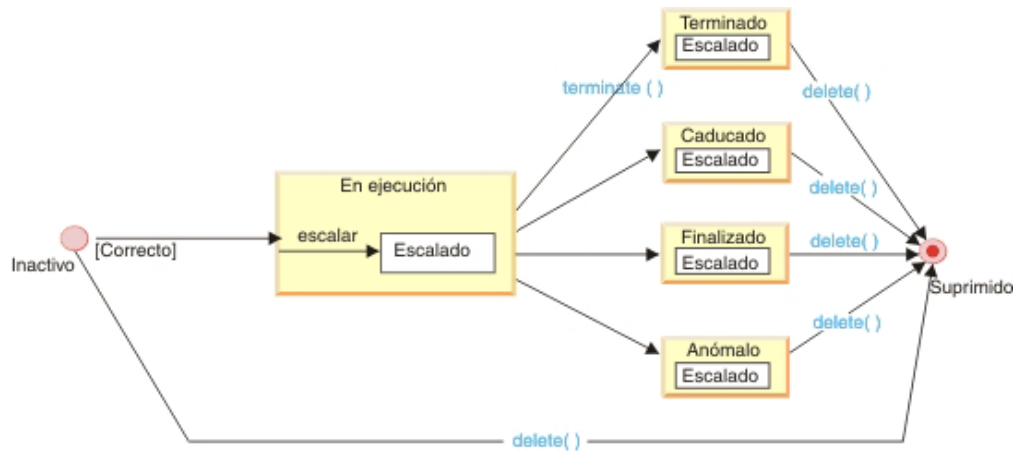 Terminado
Escalado
terminate ( )
delete( )
Caducado
Escalado
delete( )
En ejecución
escalar
Escalado
Inactivo
[Correcto]
Finalizado
Escalado
delete( )
Suprimido
Anómalo
Escalado
delete( )
delete( )